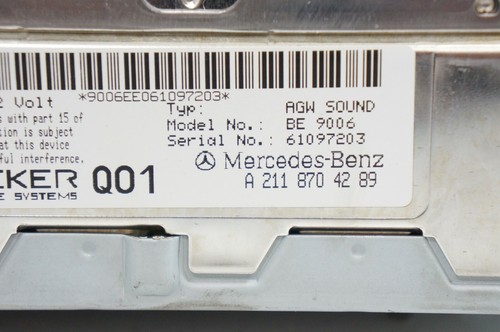 *9006EE061097203*
2 Volt
s with part 15 of
tion is subject
at this device
ful interference.
Typ: AGW SOUND
Model No.: BE 9006
Serial No.: 61097203
Mercedes-Benz
A 211 870 42 89
CKER Q01
E SYSTEMS